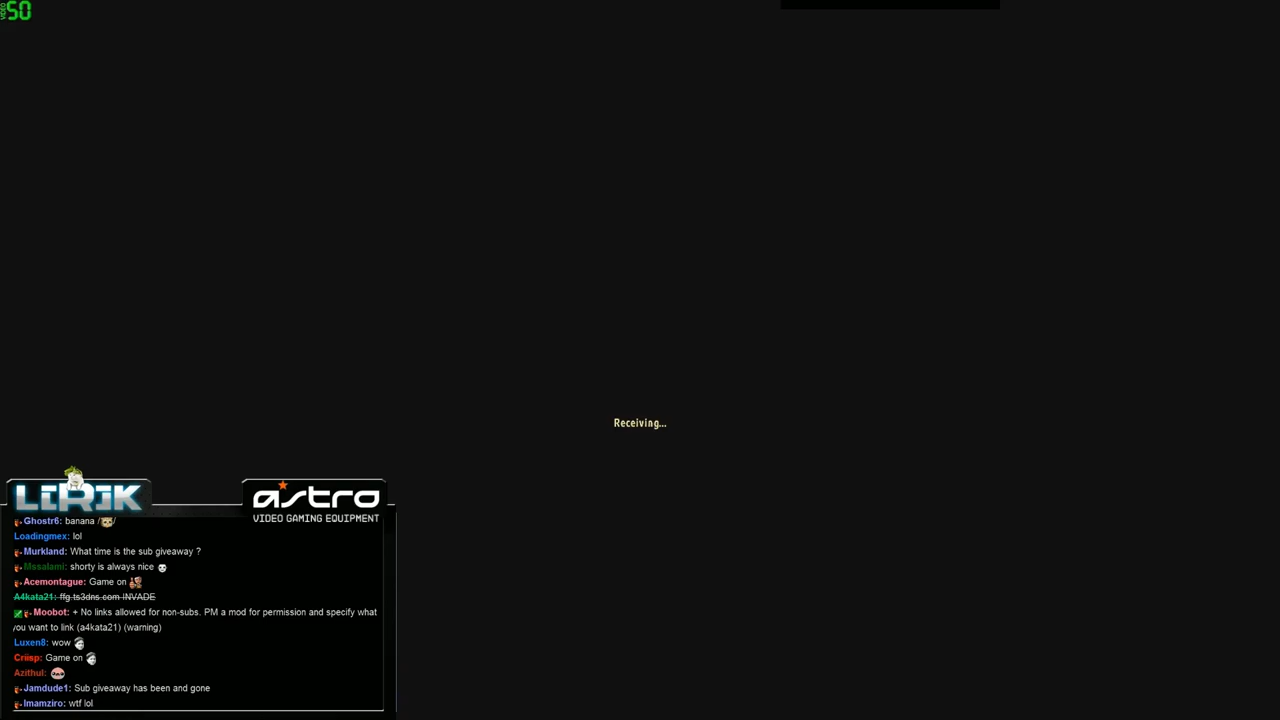 VIDEO
50
Receiving...
LIRIK
astro
VIDEO GAMING EQUIPMENT
Ghostr6: banana /
Loadingmex: lol
Murkland: What time is the sub giveaway ?
Mssalami: shorty is always nice
Acemontague: Game on
A4kata21: ffg.ts3dns.com INVADE
Moobot: + No links allowed for non-subs. PM a mod for permission and specify what
you want to link (a4kata21) (warning)
Luxen8: wow
Criisp: Game on
Azithul:
Jamdude1: Sub giveaway has been and gone
Imamziro: wtf lol